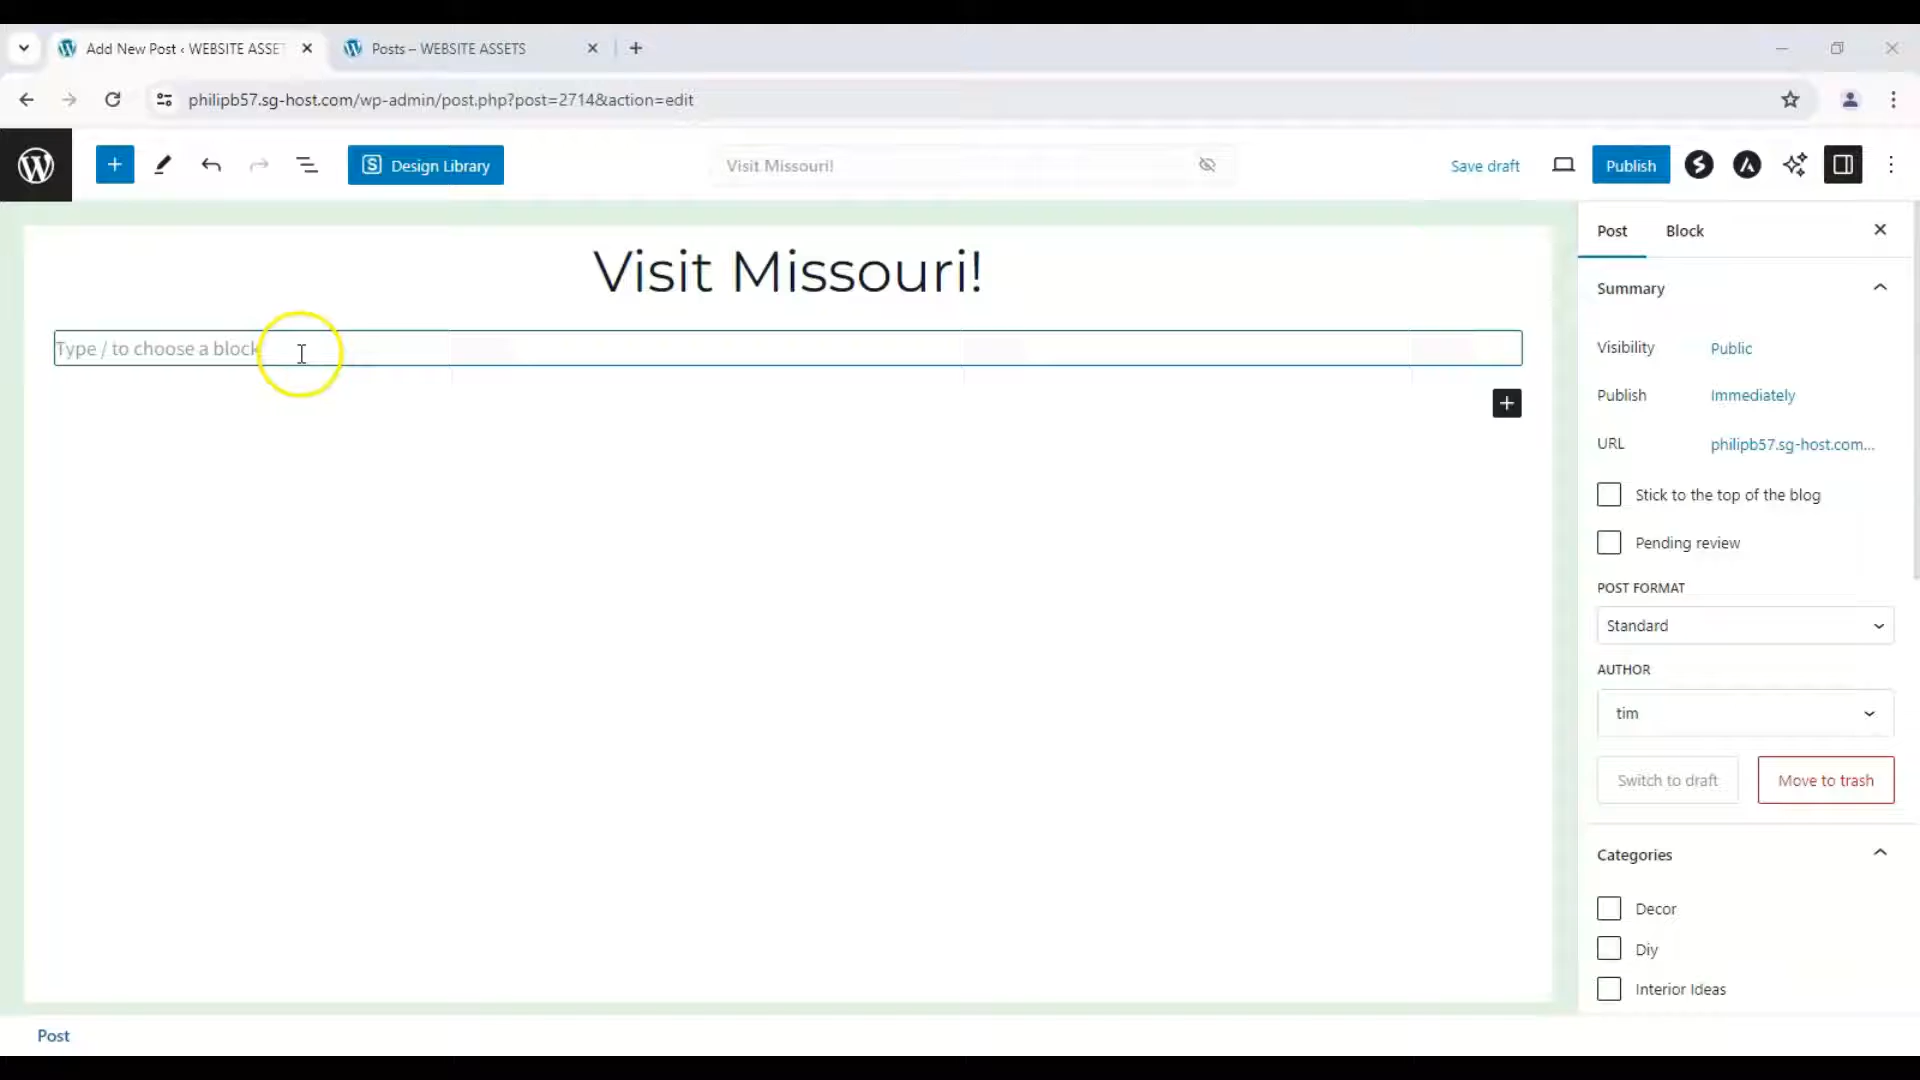 Add New Post ‹ WEBSITE ASSE
Posts – WEBSITE ASSETS
philipb57.sg-host.com/wp-admin/post.php?post=2714&action=edit
Design Library
Visit Missouri!
Save draft
Publish
Post
Block
Visit Missouri!
Summary
Type / to choose a block
Visibility
Public
Publish
Immediately
URL
philipb57.sg-host.com...
Stick to the top of the blog
Pending review
POST FORMAT
Standard
AUTHOR
tim
Switch to draft
Move to trash
Categories
Decor
Diy
Interior Ideas
Post